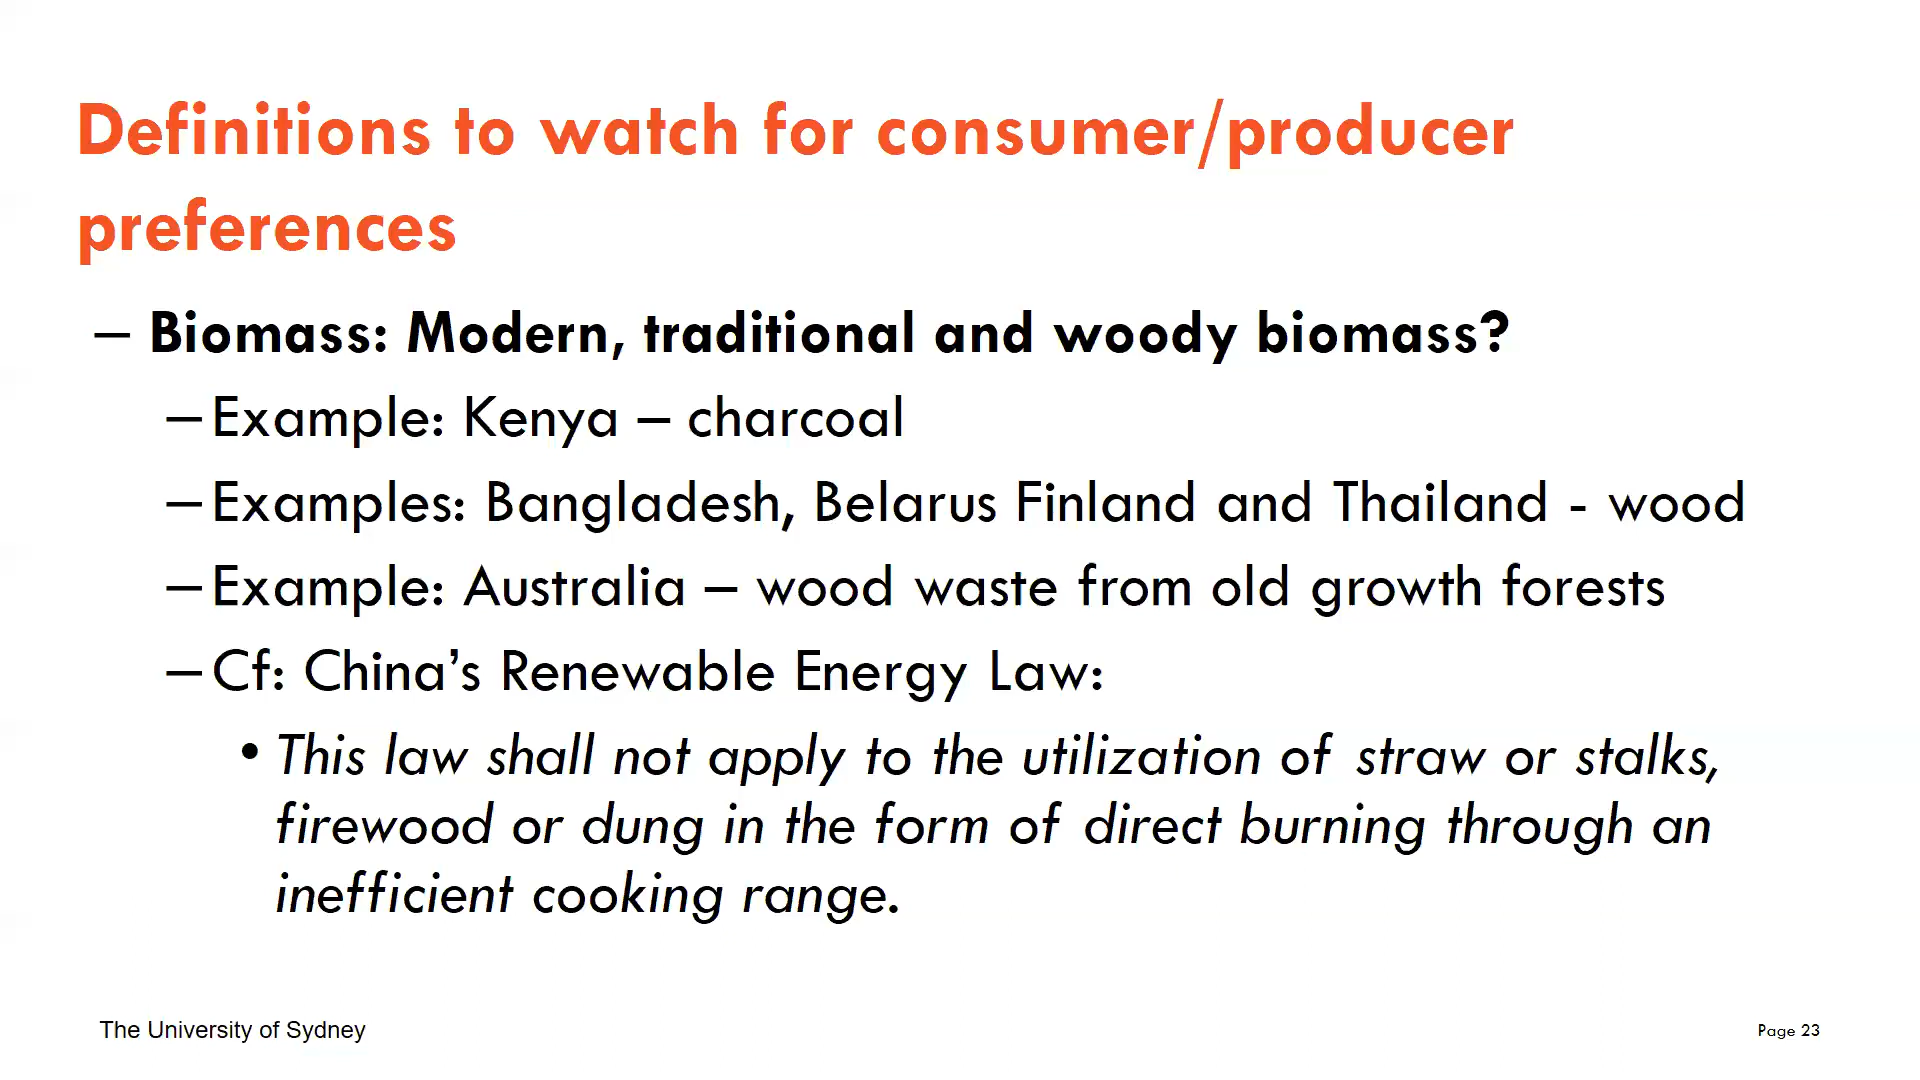 Definitions to watch for consumer/producer
preferences
– Biomass: Modern, traditional and woody biomass?
– Example: Kenya – charcoal
– Examples: Bangladesh, Belarus Finland and Thailand - wood
– Example: Australia – wood waste from old growth forests
– Cf: China’s Renewable Energy Law:
• This law shall not apply to the utilization of straw or stalks,
firewood or dung in the form of direct burning through an
inefficient cooking range.
The University of Sydney
Page 23